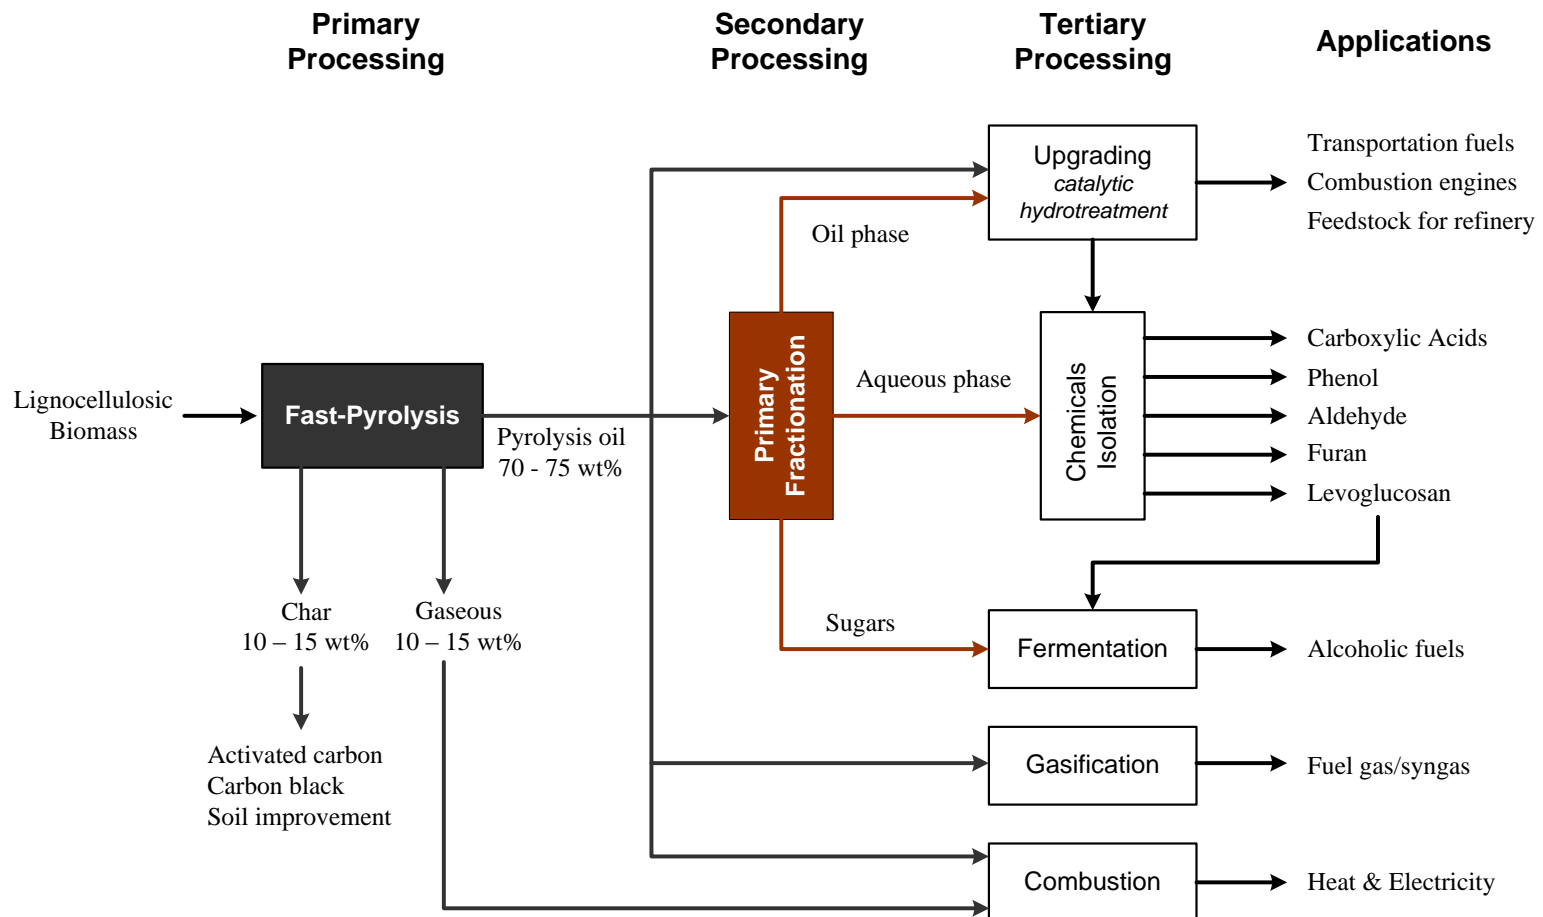 Primary
Processing
Secondary
Processing
Tertiary
Processing
Applications
Upgrading
catalytic
hydrotreatment
Transportation fuels
Combustion engines
Feedstock for refinery
Oil phase
Lignocellulosic
Biomass
Fast-Pyrolysis
Pyrolysis oil
70 - 75 wt%
Primary
Fractionation
Aqueous phase
Chemicals
Isolation
Carboxylic Acids
Phenol
Aldehyde
Furan
Levoglucosan
Char
10 – 15 wt%
Gaseous
10 – 15 wt%
Sugars
Fermentation
Alcoholic fuels
Activated carbon
Carbon black
Soil improvement
Gasification
Fuel gas/syngas
Combustion
Heat & Electricity